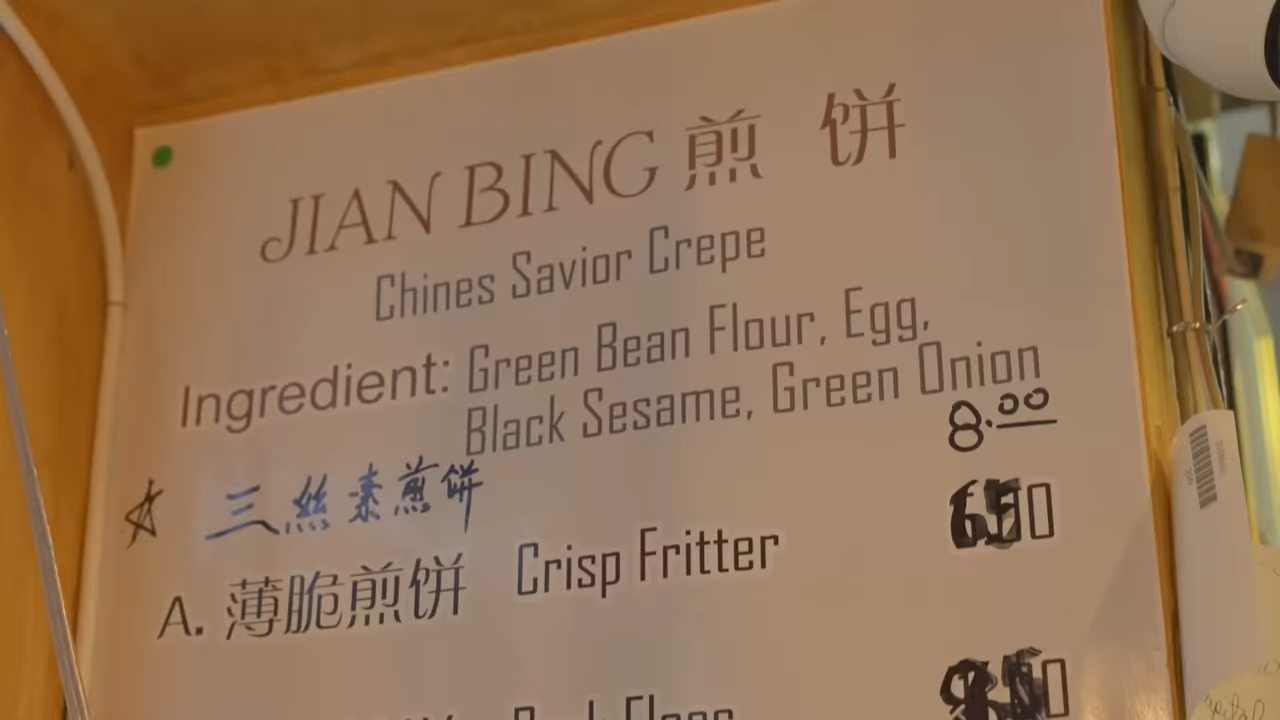 JIAN BING 煎 饼
Chines Savior Crepe
Ingredient: Green Bean Flour, Egg,
Black Sesame, Green Onion
☆ 三絲素煎饼 8.00
A. 薄脆煎饼 Crisp Fritter